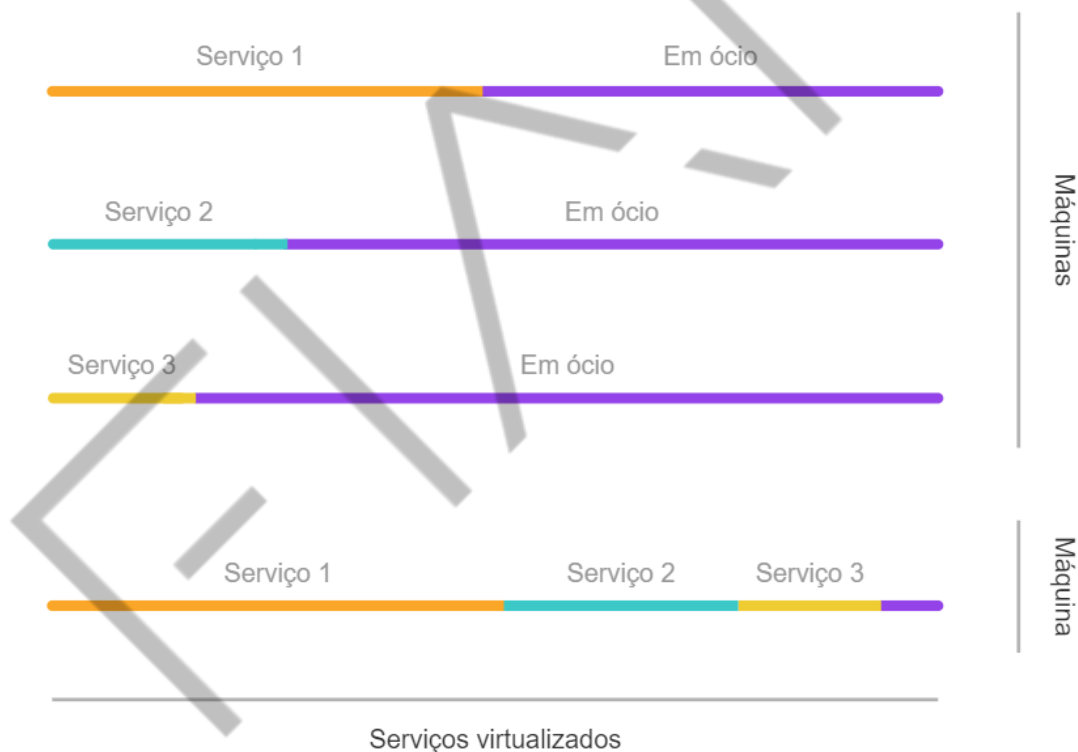 Serviço 1
Em ócio
Serviço 2
Em ócio
Serviço 3
Em ócio
Máquinas
Serviço 1
Serviço 2
Serviço 3
Máquina
Serviços virtualizados
FIAP